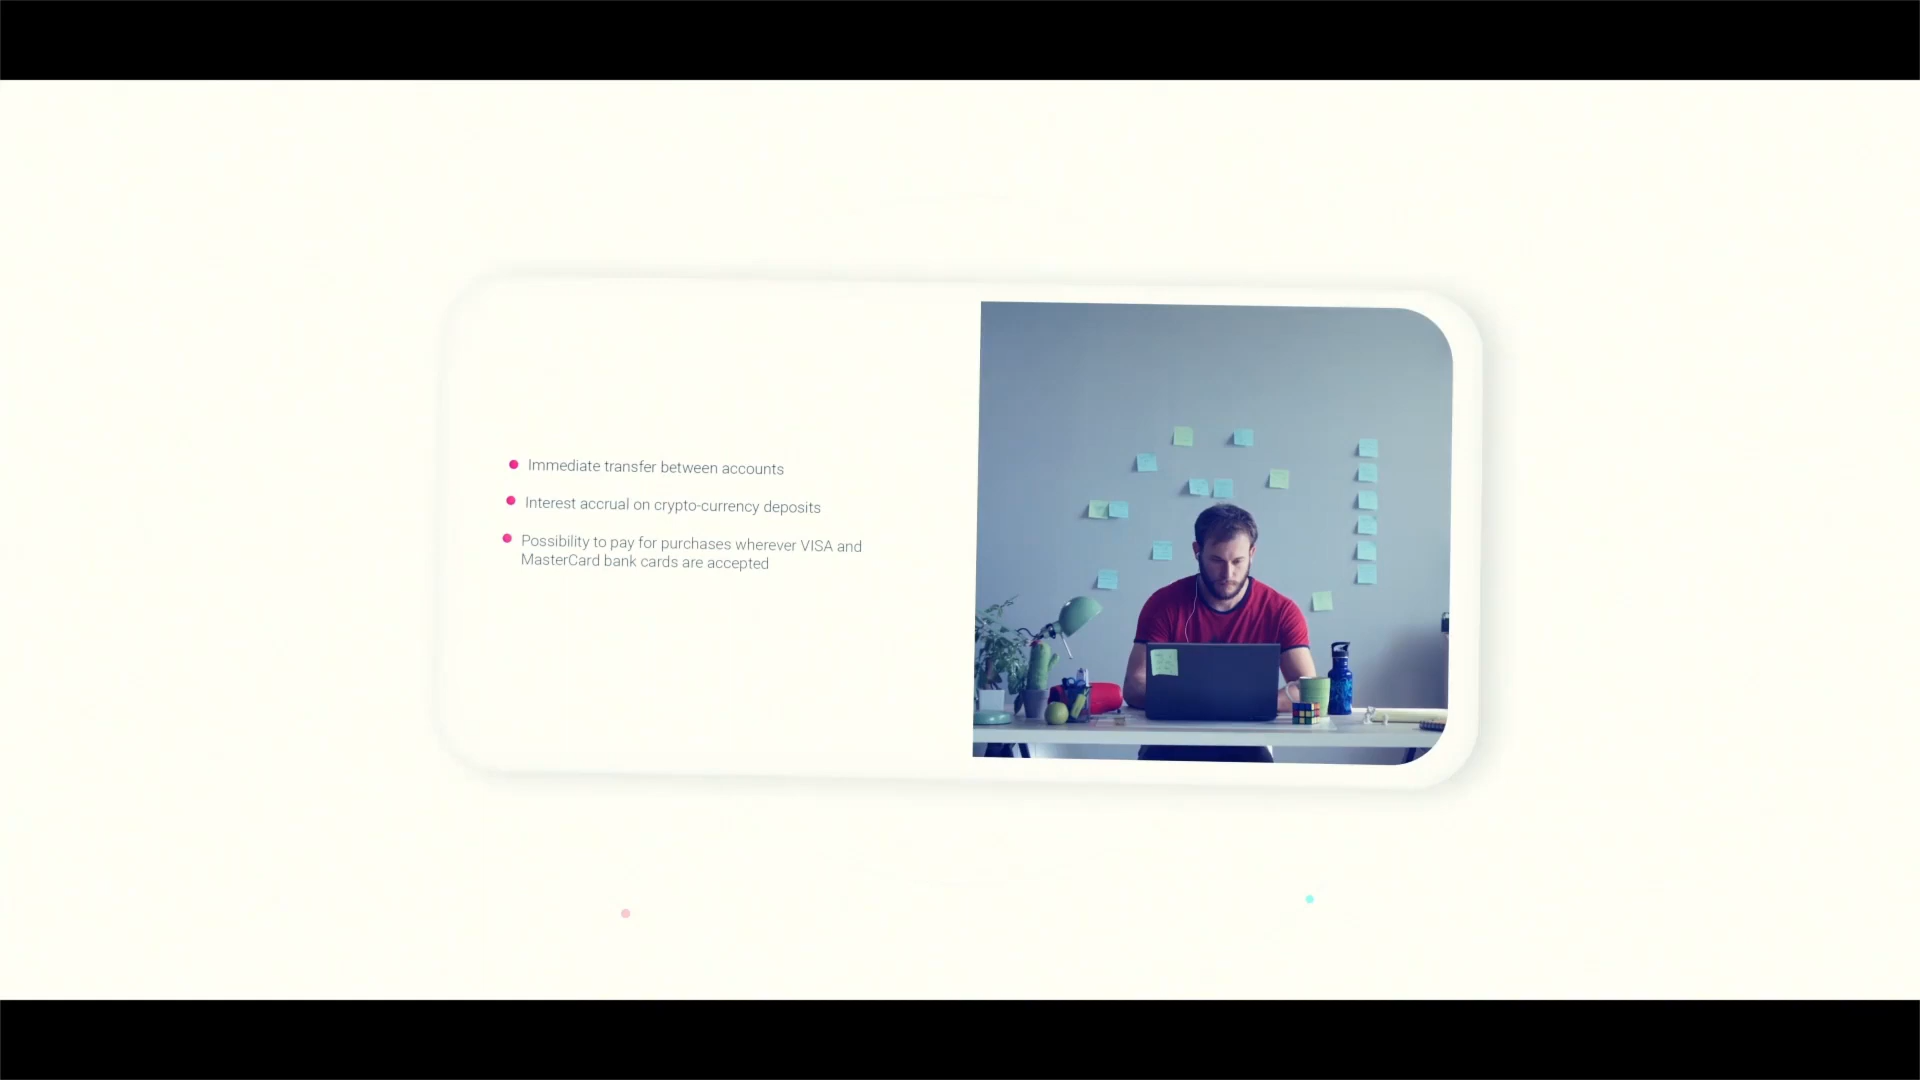 Immediate transfer between accounts
Interest accrual on crypto-currency deposits
Possibility to pay for purchases wherever VISA and
MasterCard bank cards are accepted